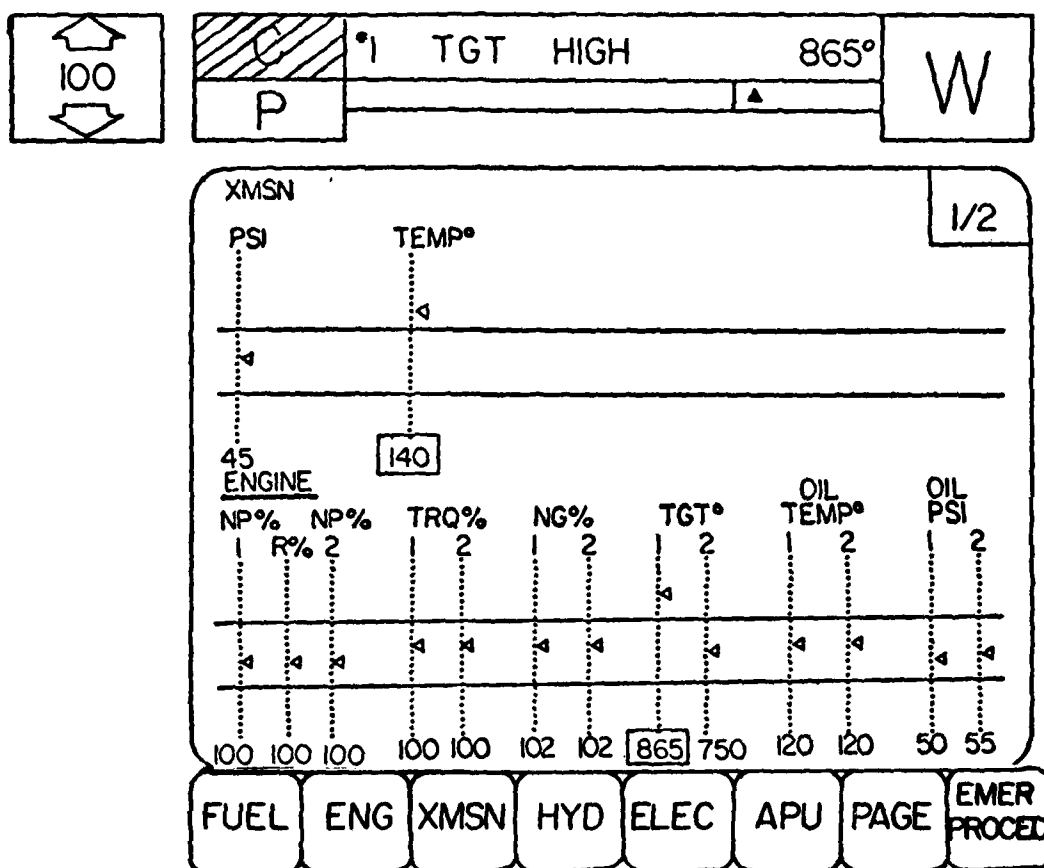 100
C
°1 TGT HIGH 865°
P
W
XMSN
1/2
PSI TEMP°
45 140
ENGINE
NP% NP% TRQ% NG% TGT° OIL TEMP° OIL PSI
1 R% 2 1 2 1 2 1 2 1 2 1 2
100 100 100 100 100 102 102 865 750 120 120 50 55
FUEL ENG XMSN HYD ELEC APU PAGE EMER PROCED